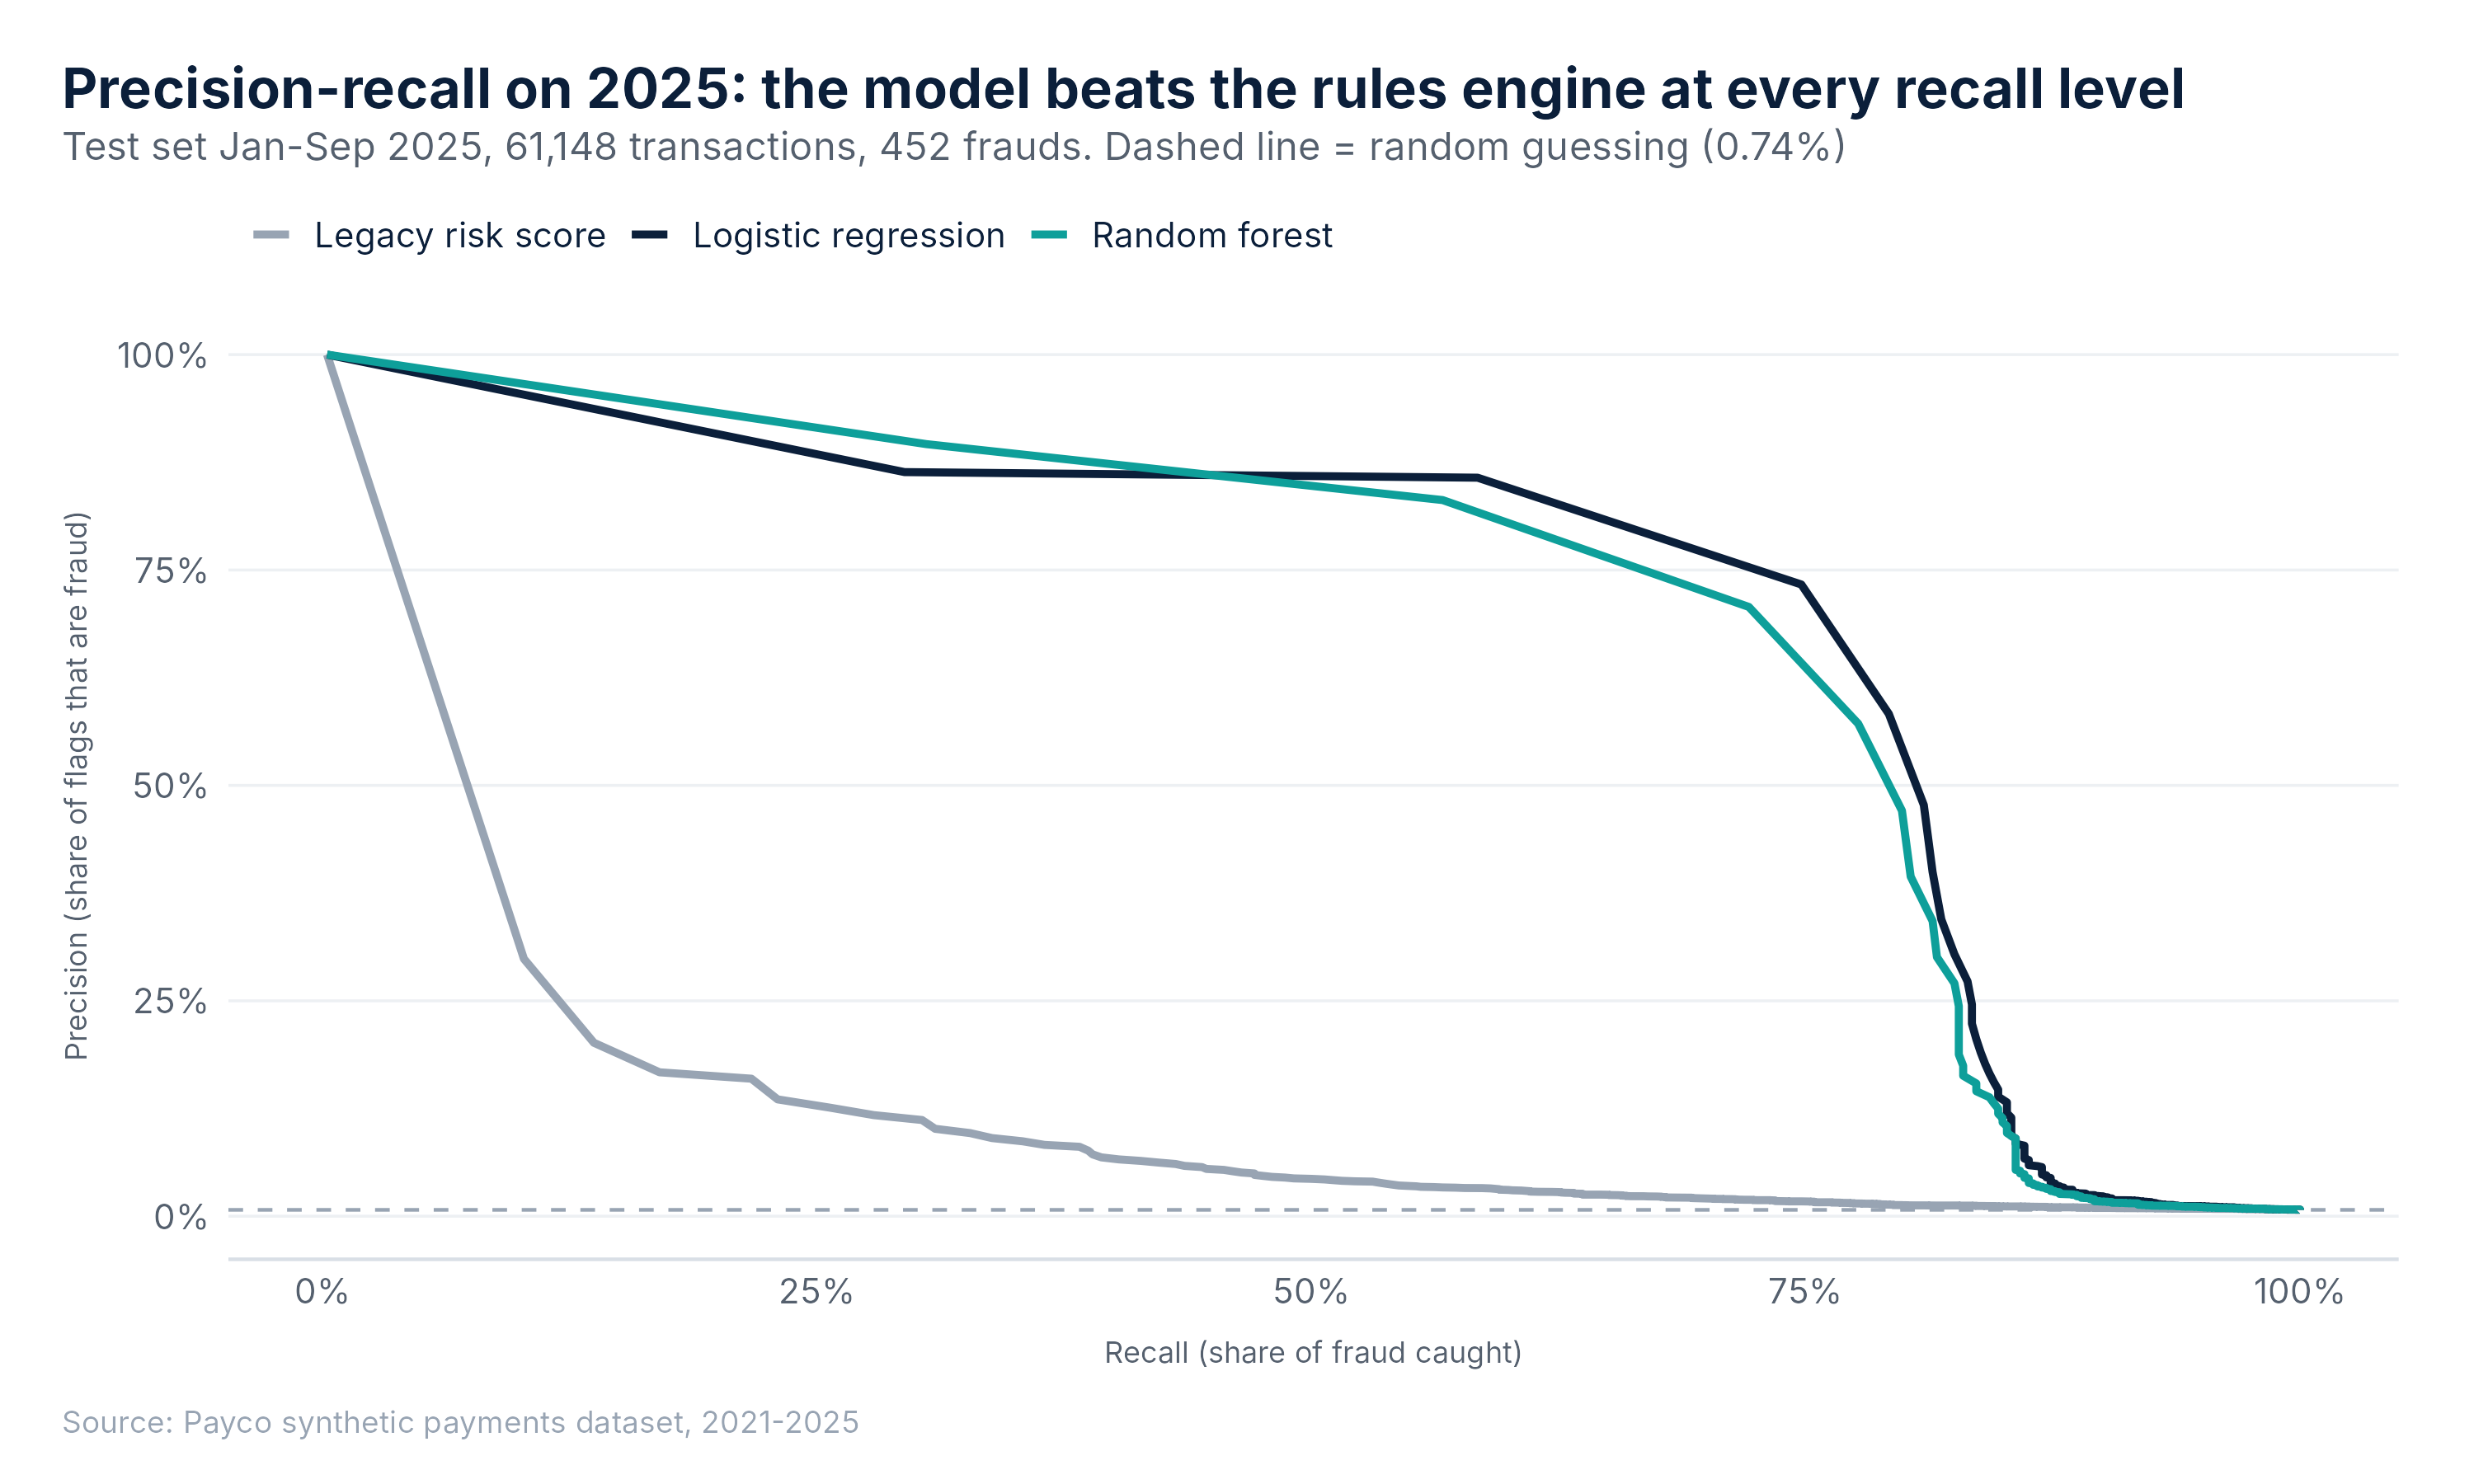 Precision-recall on 2025: the model beats the rules engine at every recall level
Test set Jan-Sep 2025, 61,148 transactions, 452 frauds. Dashed line = random guessing (0.74%)
Legacy risk score Logistic regression Random forest
Precision (share of flags that are fraud)
100%
75%
50%
25%
0%
0% 25% 50% 75% 100%
Recall (share of fraud caught)
Source: Payco synthetic payments dataset, 2021-2025